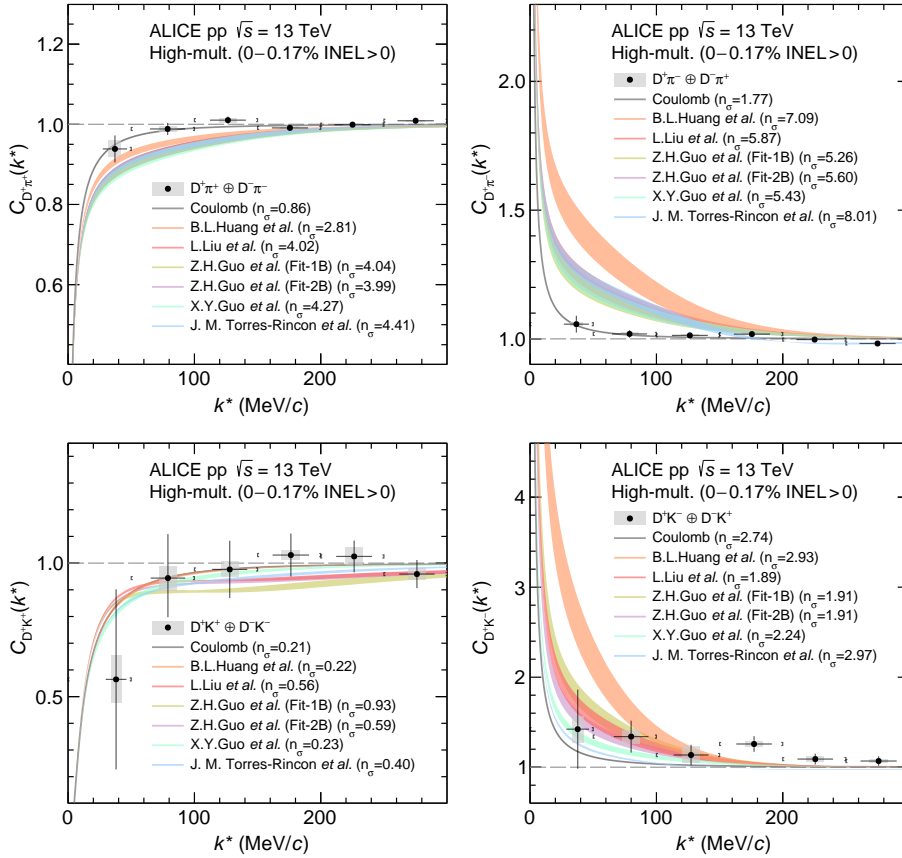 ALICE pp √s = 13 TeV
High-mult. (0−0.17% INEL>0)
D⁺π⁺ ⊕ D⁻π⁻
Coulomb (nσ=0.86)
B.L.Huang et al. (nσ=2.81)
L.Liu et al. (nσ=4.02)
Z.H.Guo et al. (Fit-1B) (nσ=4.04)
Z.H.Guo et al. (Fit-2B) (nσ=3.99)
X.Y.Guo et al. (nσ=4.27)
J. M. Torres-Rincon et al. (nσ=4.41)
C D⁺π⁺(k*)
1.0
0.8
0.6
0 100 200
k* (MeV/c)
ALICE pp √s = 13 TeV
High-mult. (0−0.17% INEL>0)
D⁺π⁻ ⊕ D⁻π⁺
Coulomb (nσ=1.77)
B.L.Huang et al. (nσ=7.09)
L.Liu et al. (nσ=5.87)
Z.H.Guo et al. (Fit-1B) (nσ=5.26)
Z.H.Guo et al. (Fit-2B) (nσ=5.60)
X.Y.Guo et al. (nσ=5.43)
J. M. Torres-Rincon et al. (nσ=8.01)
C D⁺π⁻(k*)
2.0
1.5
1.0
0 100 200
k* (MeV/c)
ALICE pp √s = 13 TeV
High-mult. (0−0.17% INEL>0)
D⁺K⁺ ⊕ D⁻K⁻
Coulomb (nσ=0.21)
B.L.Huang et al. (nσ=0.22)
L.Liu et al. (nσ=0.56)
Z.H.Guo et al. (Fit-1B) (nσ=0.93)
Z.H.Guo et al. (Fit-2B) (nσ=0.59)
X.Y.Guo et al. (nσ=0.23)
J. M. Torres-Rincon et al. (nσ=0.40)
C D⁺K⁺(k*)
1.0
0.5
0 100 200
k* (MeV/c)
ALICE pp √s = 13 TeV
High-mult. (0−0.17% INEL>0)
D⁺K⁻ ⊕ D⁻K⁺
Coulomb (nσ=2.74)
B.L.Huang et al. (nσ=2.93)
L.Liu et al. (nσ=1.89)
Z.H.Guo et al. (Fit-1B) (nσ=1.91)
Z.H.Guo et al. (Fit-2B) (nσ=1.91)
X.Y.Guo et al. (nσ=2.24)
J. M. Torres-Rincon et al. (nσ=2.97)
C D⁺K⁻(k*)
4
3
2
1
0 100 200
k* (MeV/c)